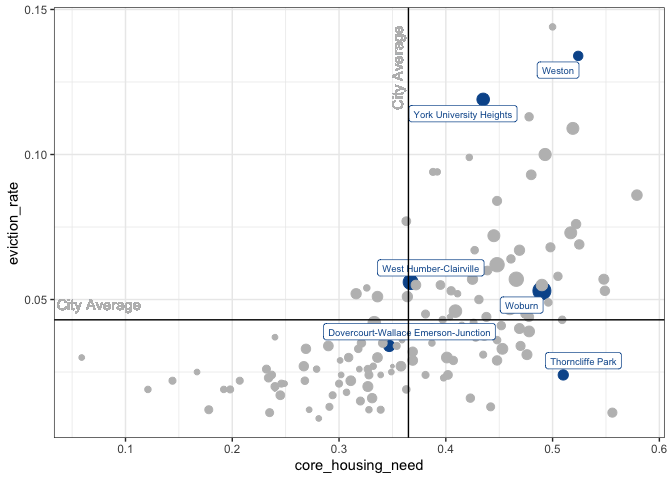 0.15
City Average
Weston
York University Heights
0.10
eviction_rate
West Humber-Clairville
City Average
0.05
Woburn
Dovercourt-Wallace Emerson-Junction
Thorncliffe Park
0.1 0.2 0.3 0.4 0.5 0.6
core_housing_need